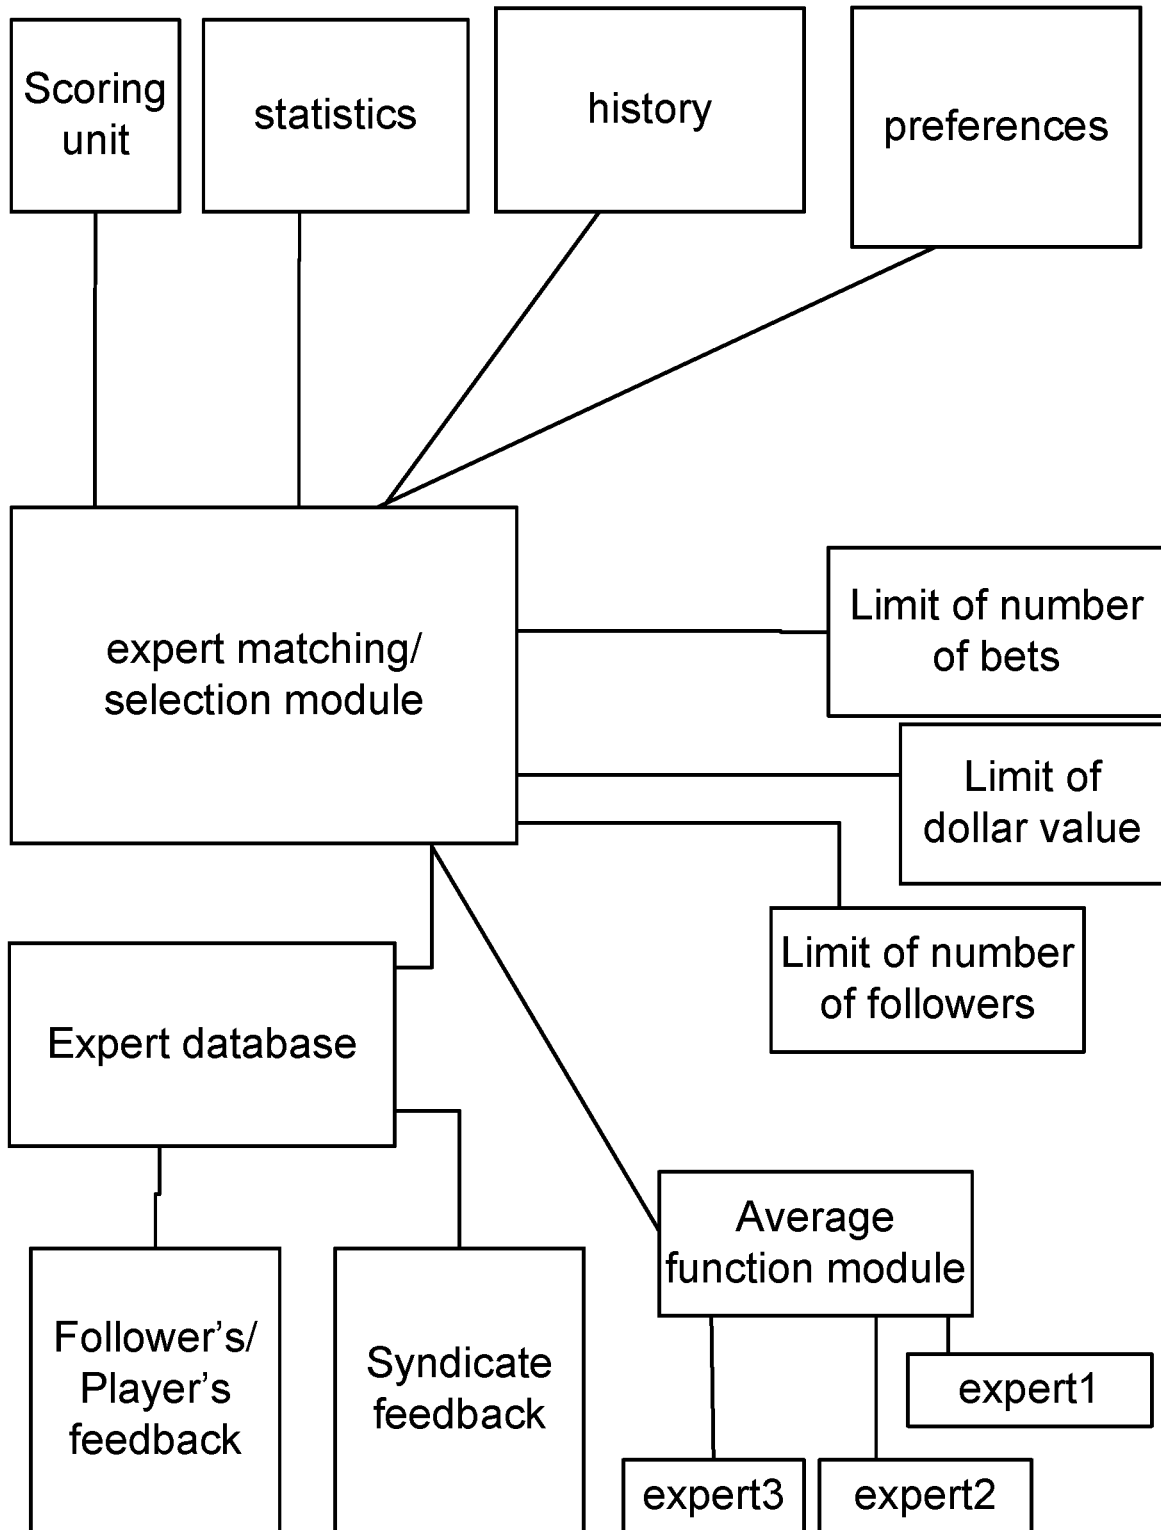 Scoring
unit
statistics
history
preferences
expert matching/
selection module
Limit of number
of bets
Limit of
dollar value
Limit of number
of followers
Expert database
Average
function module
Follower’s/
Player’s
feedback
Syndicate
feedback
expert1
expert3
expert2